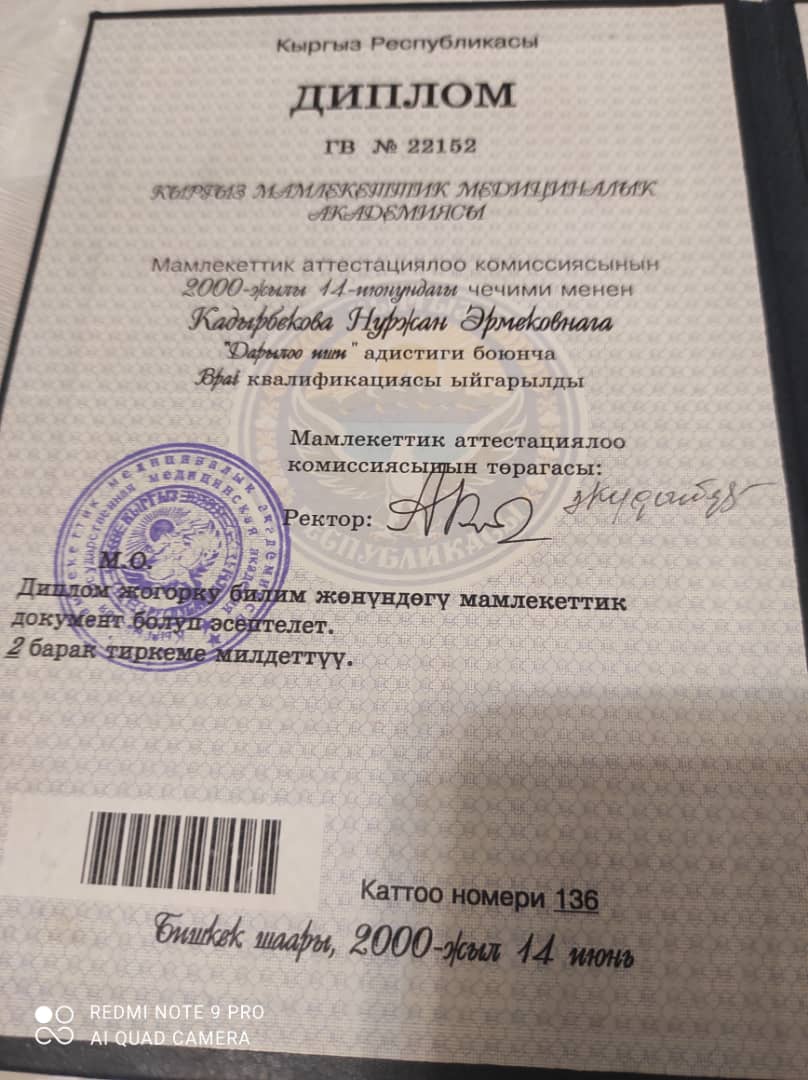 Кыргыз Республикасы
ДИПЛОМ
ГВ № 22152
КЫРГЫЗ МАМЛЕКЕТТИК МЕДИЦИНАЛЫК
АКАДЕМИЯСЫ
Мамлекеттик аттестациялоо комиссиясынын
2000-жылы 14-июнундагы чечими менен
Кадырбекова Нуржан Эрмековнага
"Дарылоо иши" адистиги боюнча
Врач квалификациясы ыйгарылды
Мамлекеттик аттестациялоо
комиссиясынын төрагасы:
Ректор:
М.О.
Диплом жогорку билим жөнүндөгү мамлекеттик
документ болуп эсептелет.
2 барак тиркеме милдеттүү.
Каттоо номери 136
Бишкек шаары, 2000-жыл 14 июнь
REDMI NOTE 9 PRO
AI QUAD CAMERA